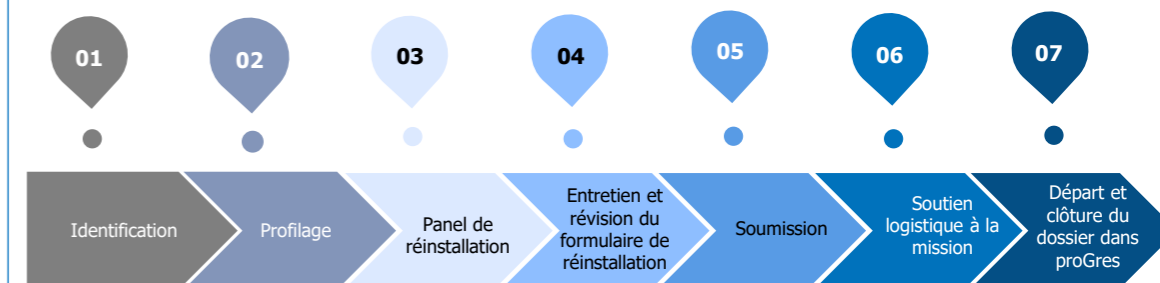 01
02
03
04
05
06
07
Identification
Profilage
Panel de
réinstallation
Entretien et
révision du
formulaire de
réinstallation
Soumission
Soutien
logistique à la
mission
Départ et
clôture du
dossier dans
proGres